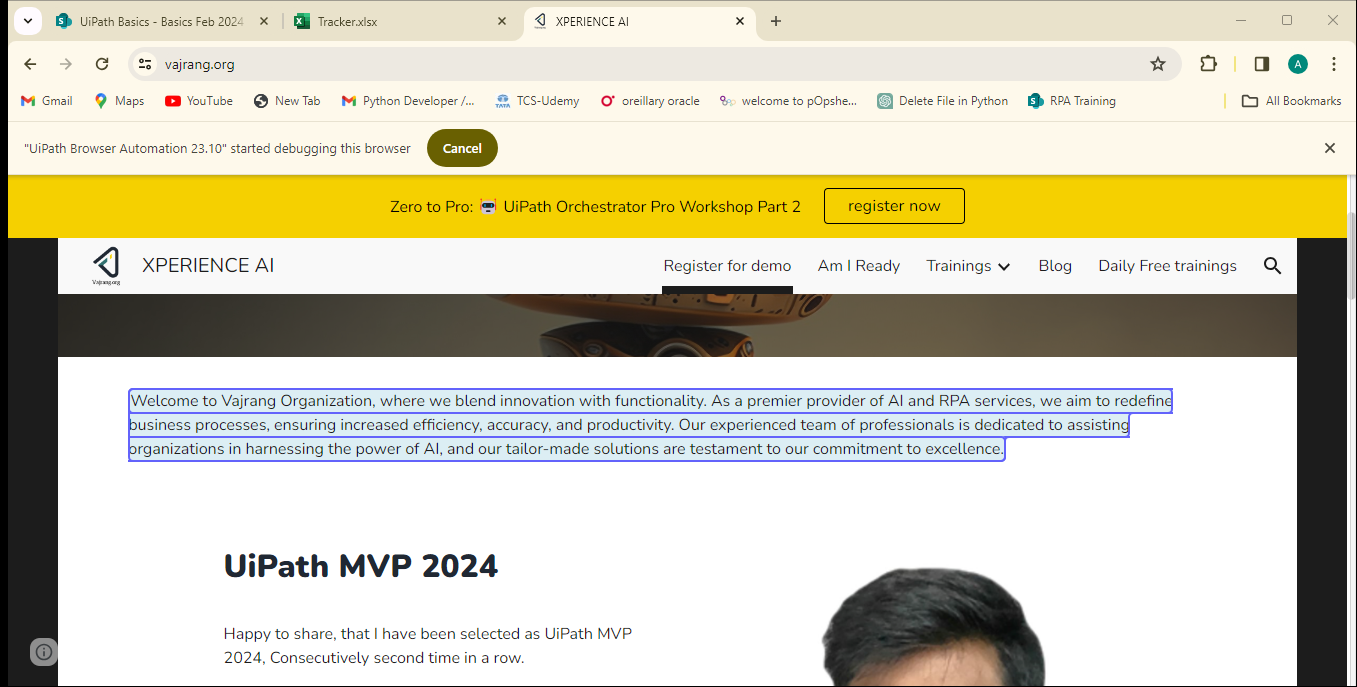 UiPath Basics - Basics Feb 2024
Tracker.xlsx
XPERIENCE AI
vajrang.org
A
Gmail
Maps
YouTube
New Tab
Python Developer /...
TCS-Udemy
oreillary oracle
welcome to pOpshe...
Delete File in Python
RPA Training
All Bookmarks
"UiPath Browser Automation 23.10" started debugging this browser
Cancel
Zero to Pro: 🤖 UiPath Orchestrator Pro Workshop Part 2
register now
Vajrang.org
XPERIENCE AI
Register for demo
Am I Ready
Trainings
Blog
Daily Free trainings
Welcome to Vajrang Organization, where we blend innovation with functionality. As a premier provider of AI and RPA services, we aim to redefine
business processes, ensuring increased efficiency, accuracy, and productivity. Our experienced team of professionals is dedicated to assisting
organizations in harnessing the power of AI, and our tailor-made solutions are testament to our commitment to excellence.
UiPath MVP 2024
Happy to share, that I have been selected as UiPath MVP
2024, Consecutively second time in a row.